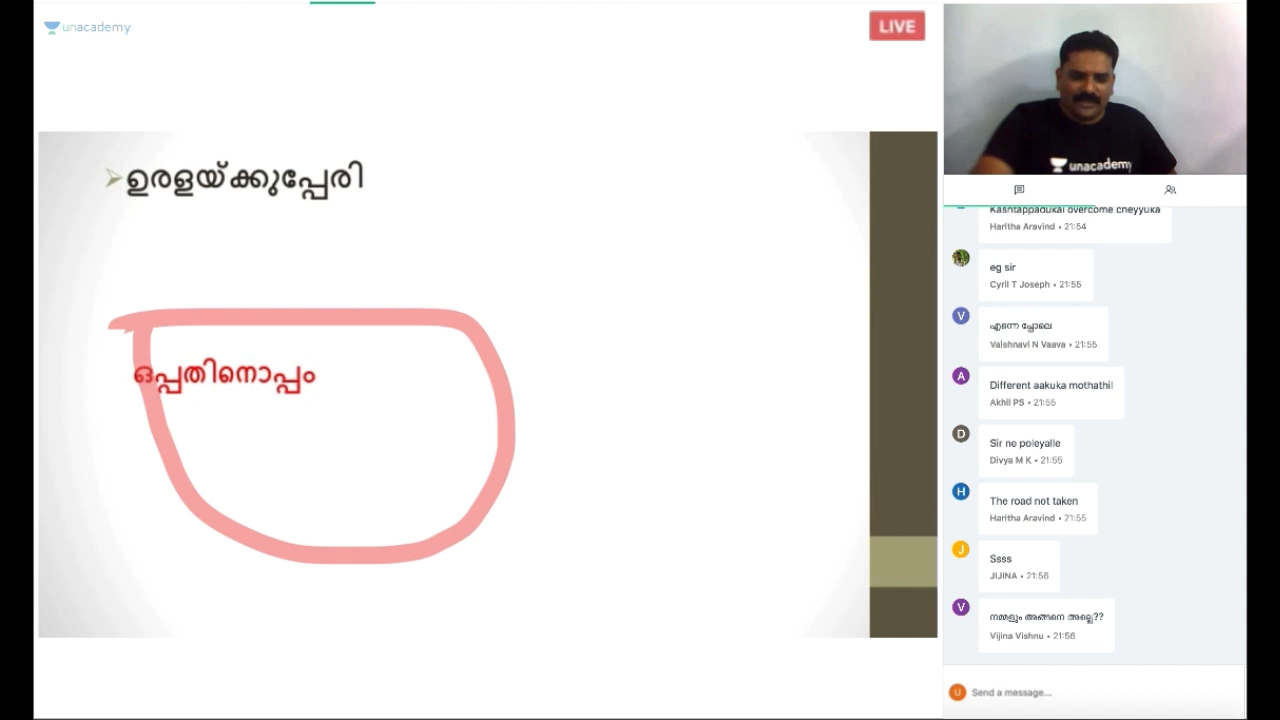 unacademy
LIVE
ഉരളയ്ക്കുപ്പേരി
ഒപ്പതിനൊപ്പം
unacademy
Kashtappadukal overcome cheyyuka
Haritha Aravind • 21:54
eg sir
Cyril T Joseph • 21:55
V
എന്നെ പ്പോലെ
Vaishnavi N Vaava • 21:55
A
Different aakuka mothathil
Akhil PS • 21:55
D
Sir ne poleyalle
Divya M K • 21:55
H
The road not taken
Haritha Aravind • 21:55
J
Ssss
JIJINA • 21:56
V
നമ്മളും അങ്ങനെ അല്ലെ??
Vijina Vishnu • 21:56
U
Send a message...